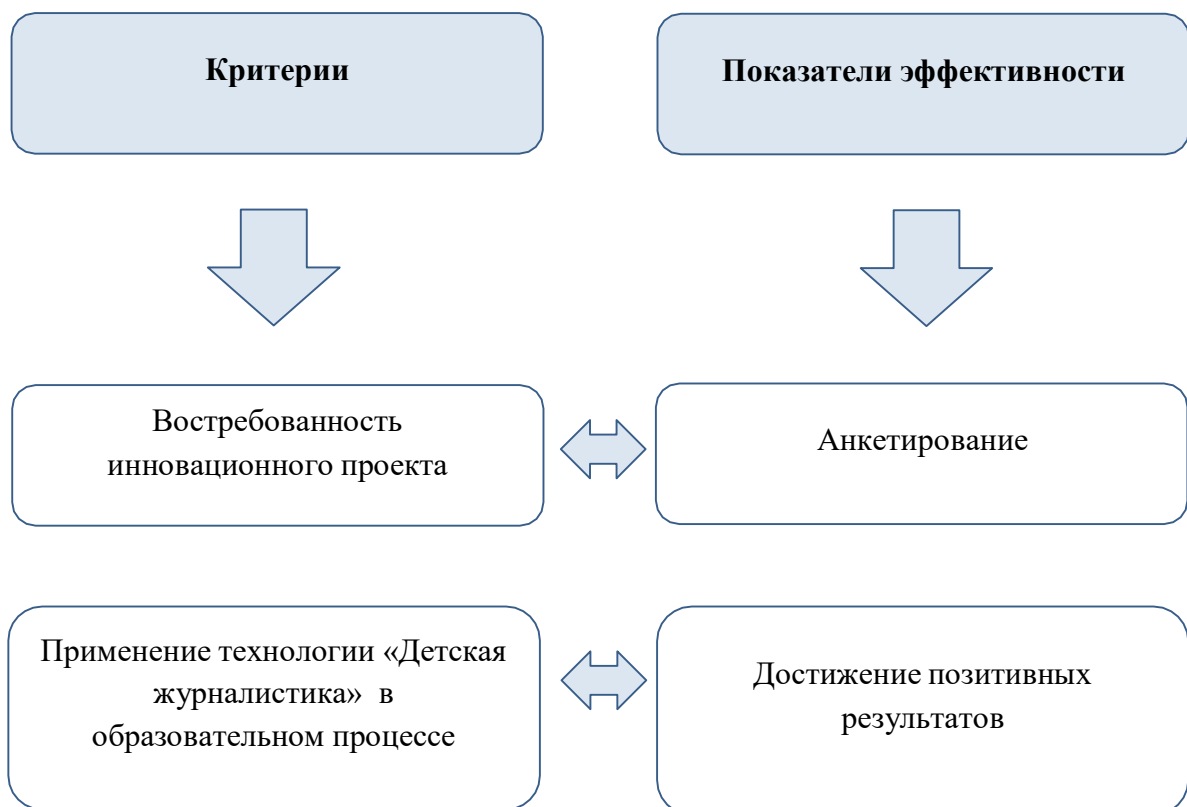 Критерии
Показатели эффективности
Востребованность
инновационного проекта
Анкетирование
Применение технологии «Детская
журналистика»  в
образовательном процессе
Достижение позитивных
результатов